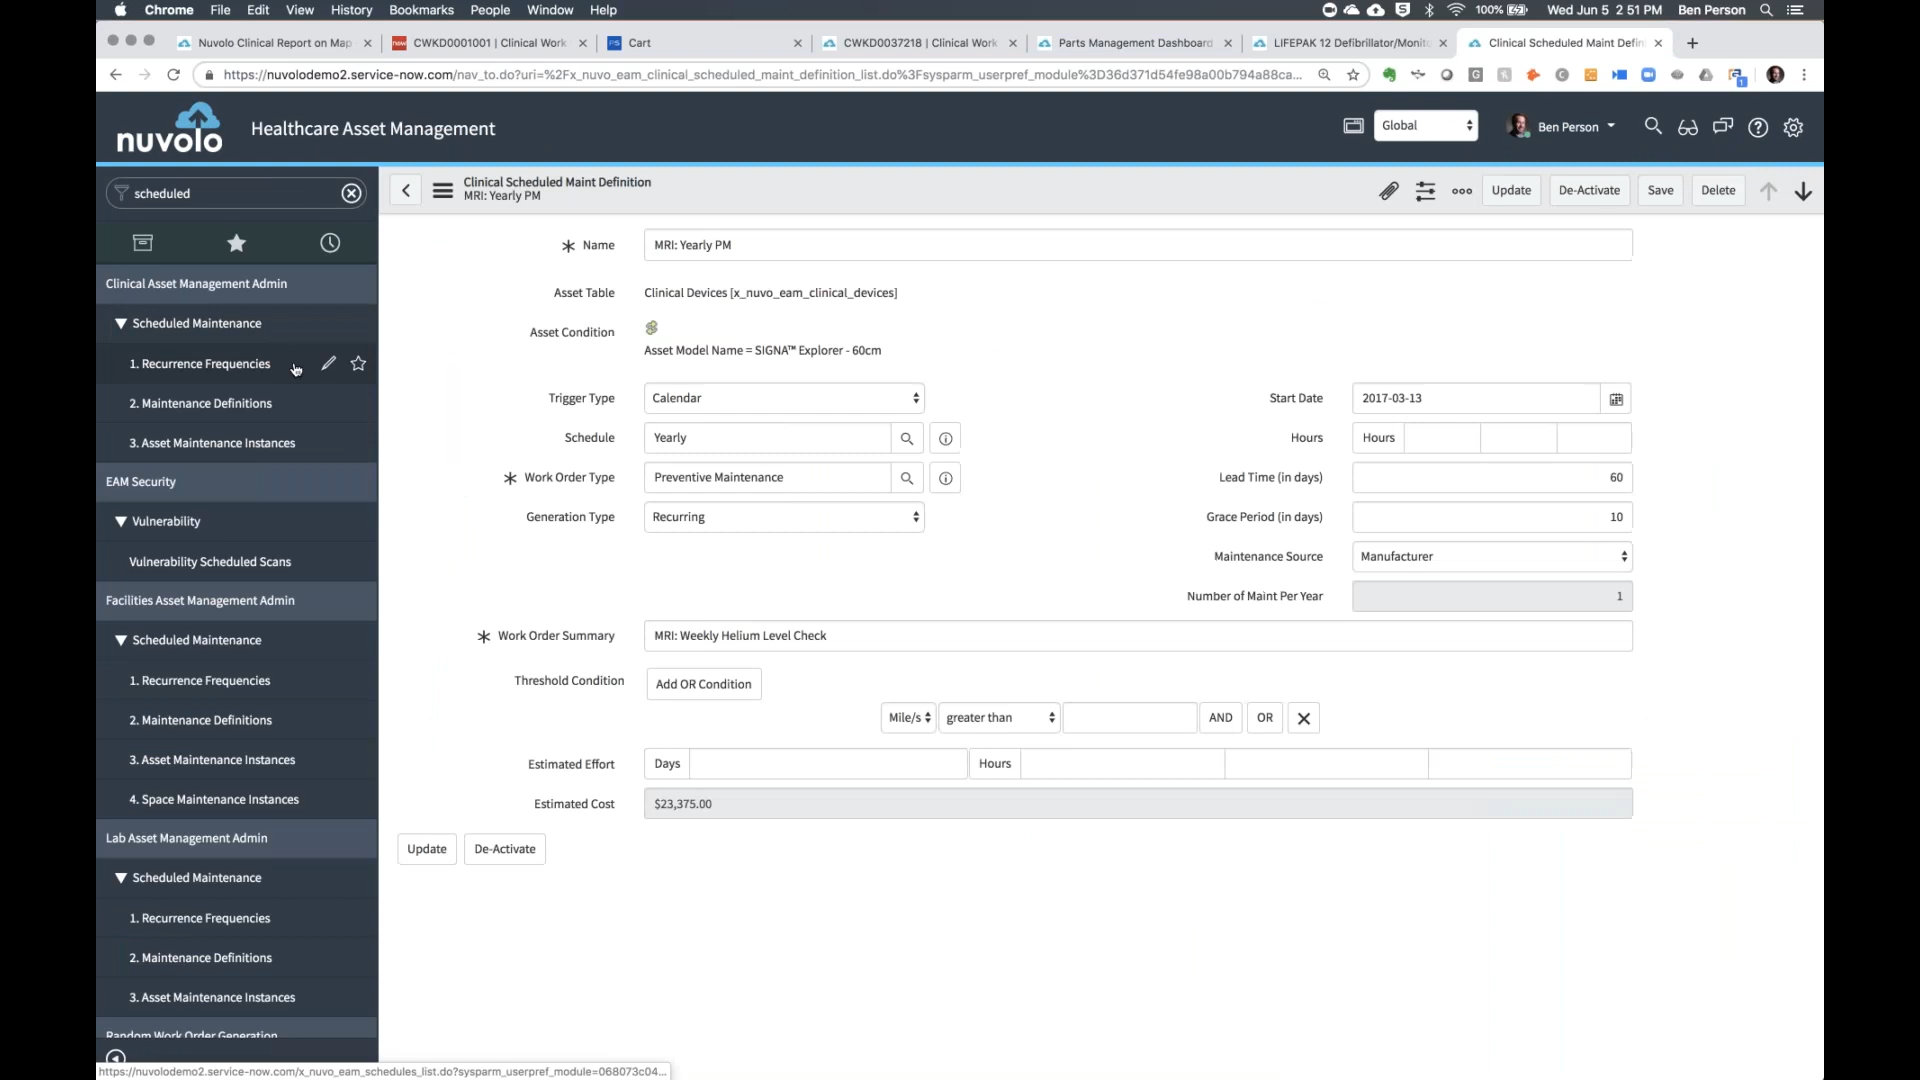 Chrome File Edit View History Bookmarks People Window Help 100% Wed Jun 5 2 51 PM Ben Person
Nuvolo Clinical Report on Map CWKD0001001 | Clinical Work Cart CWKD0037218 | Clinical Work Parts Management Dashboard LIFEPAK 12 Defibrillator/Monito Clinical Scheduled Maint Defin
https://nuvolodemo2.service-now.com/nav_to.do?uri=%2Fx_nuvo_eam_clinical_scheduled_maint_definition_list.do%3Fsysparm_userpref_module%3D36d371d54fe98a00b794a88ca...
nuvolo Healthcare Asset Management Global Ben Person
scheduled
Clinical Scheduled Maint Definition
MRI: Yearly PM
Update De-Activate Save Delete
Clinical Asset Management Admin
Scheduled Maintenance
1. Recurrence Frequencies
2. Maintenance Definitions
3. Asset Maintenance Instances
EAM Security
Vulnerability
Vulnerability Scheduled Scans
Facilities Asset Management Admin
Scheduled Maintenance
1. Recurrence Frequencies
2. Maintenance Definitions
3. Asset Maintenance Instances
4. Space Maintenance Instances
Lab Asset Management Admin
Scheduled Maintenance
1. Recurrence Frequencies
2. Maintenance Definitions
3. Asset Maintenance Instances
Random Work Order Generation
Name MRI: Yearly PM
Asset Table Clinical Devices [x_nuvo_eam_clinical_devices]
Asset Condition
Asset Model Name = SIGNA™ Explorer - 60cm
Trigger Type Calendar Start Date 2017-03-13
Schedule Yearly Hours Hours
Work Order Type Preventive Maintenance Lead Time (in days) 60
Generation Type Recurring Grace Period (in days) 10
Maintenance Source Manufacturer
Number of Maint Per Year 1
Work Order Summary MRI: Weekly Helium Level Check
Threshold Condition Add OR Condition
Mile/s greater than AND OR
Estimated Effort Days Hours
Estimated Cost $23,375.00
Update De-Activate
https://nuvolodemo2.service-now.com/x_nuvo_eam_schedules_list.do?sysparm_userpref_module=068073c04...